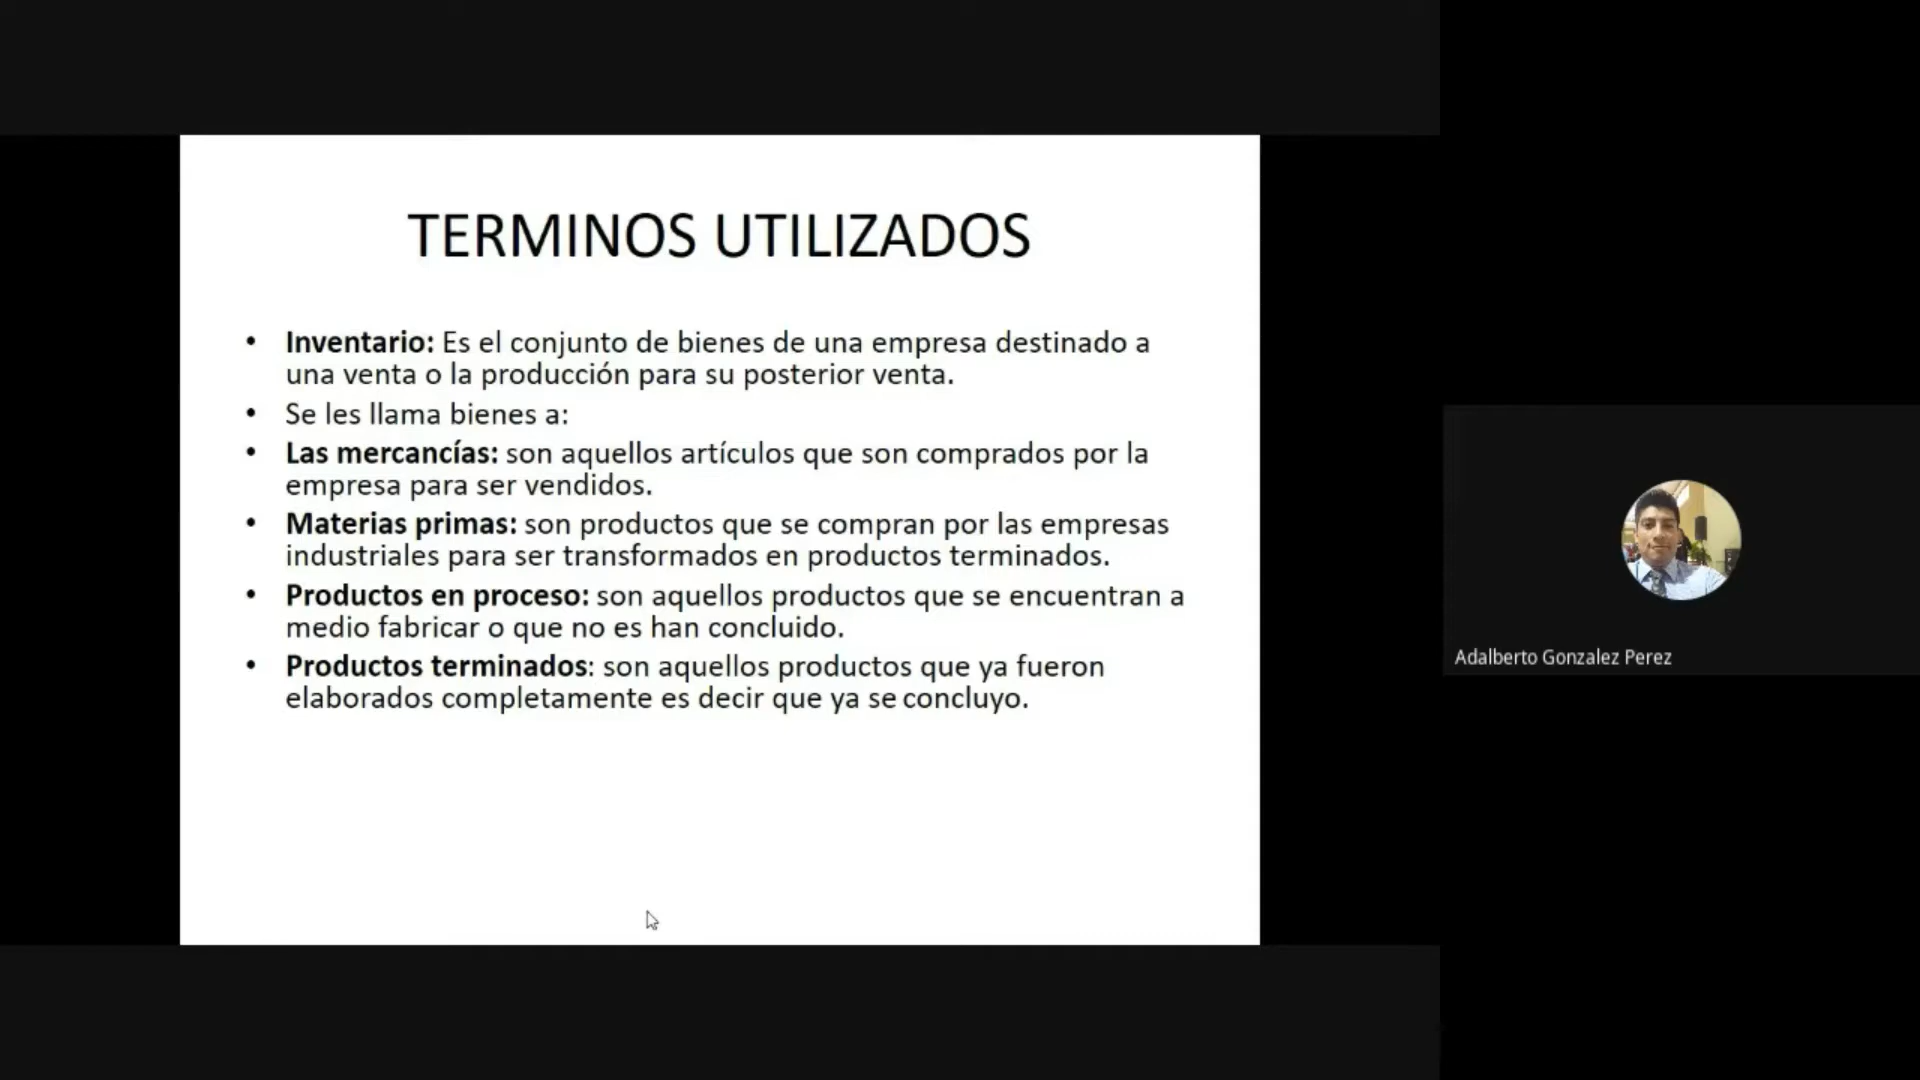 TERMINOS UTILIZADOS
• Inventario: Es el conjunto de bienes de una empresa destinado a
una venta o la producción para su posterior venta.
• Se les llama bienes a:
• Las mercancías: son aquellos artículos que son comprados por la
empresa para ser vendidos.
• Materias primas: son productos que se compran por las empresas
industriales para ser transformados en productos terminados.
• Productos en proceso: son aquellos productos que se encuentran a
medio fabricar o que no es han concluido.
• Productos terminados: son aquellos productos que ya fueron
elaborados completamente es decir que ya se concluyo.
Adalberto Gonzalez Perez